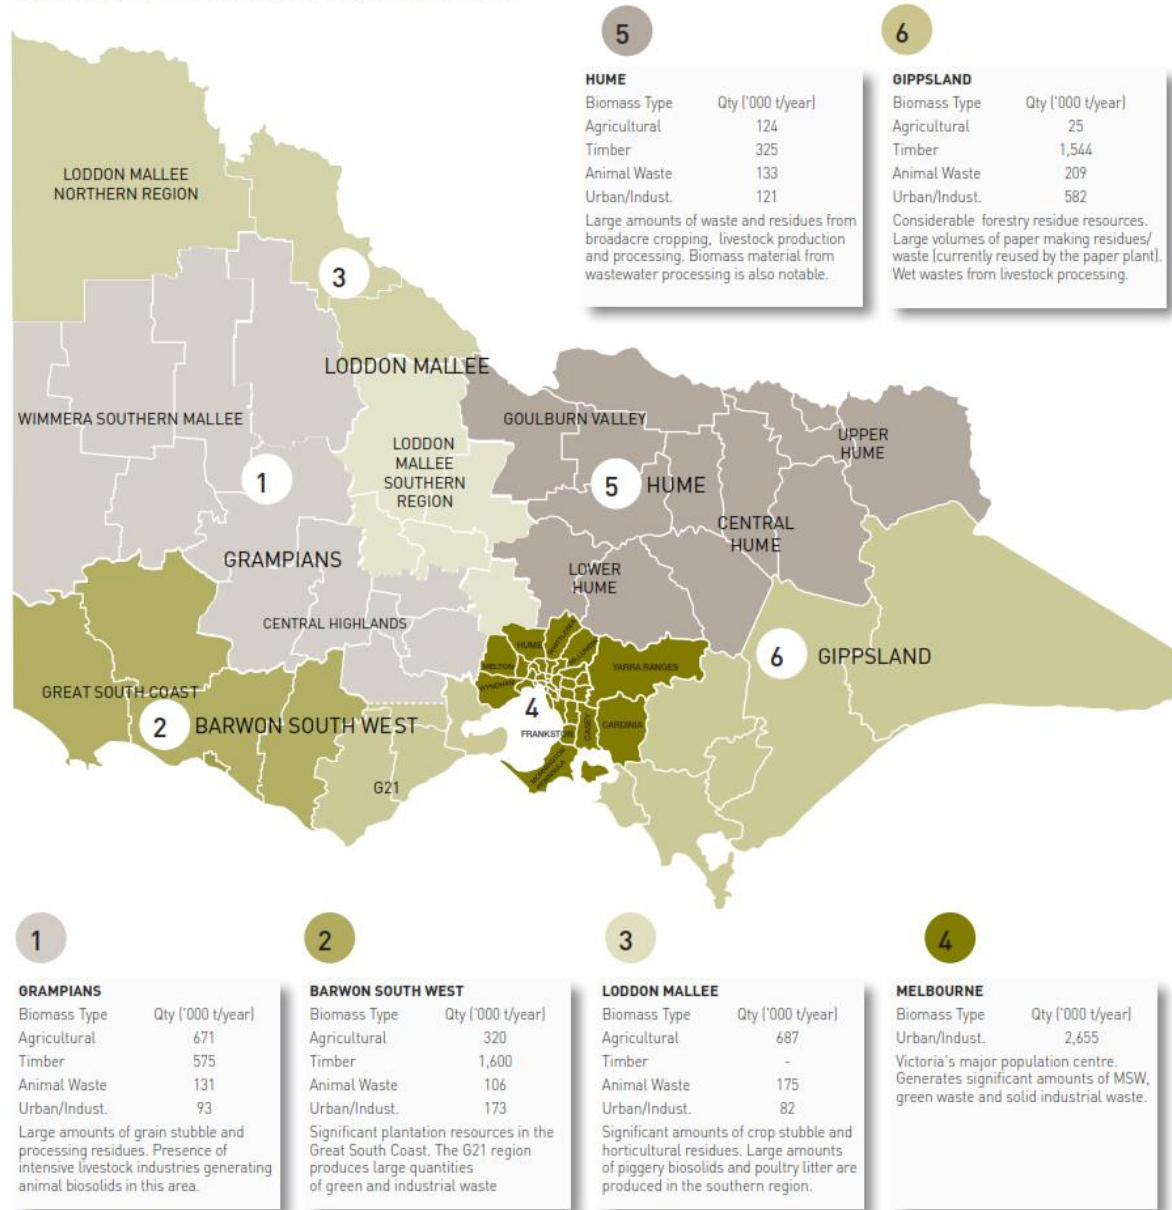 5
HUME
Biomass Type Qty ('000 t/year)
Agricultural 124
Timber 325
Animal Waste 133
Urban/Indust. 121
Large amounts of waste and residues from
broadacre cropping, livestock production
and processing. Biomass material from
wastewater processing is also notable.
6
GIPPSLAND
Biomass Type Qty ('000 t/year)
Agricultural 25
Timber 1,544
Animal Waste 209
Urban/Indust. 582
Considerable forestry residue resources.
Large volumes of paper making residues/
waste (currently reused by the paper plant).
Wet wastes from livestock processing.
LODDON MALLEE
NORTHERN REGION
3
LODDON MALLEE
WIMMERA SOUTHERN MALLEE
LODDON
MALLEE
SOUTHERN
REGION
GOULBURN VALLEY
UPPER
HUME
1
5 HUME
CENTRAL
HUME
GRAMPIANS
LOWER
HUME
CENTRAL HIGHLANDS
HUME
WHITTLESEA
NILLUMBIK
MELTON
WYNDHAM
YARRA RANGES
6 GIPPSLAND
GREAT SOUTH COAST
2 BARWON SOUTH WEST
4
FRANKSTON
CASEY
CARDINIA
MORNINGTON
PENINSULA
G21
1
GRAMPIANS
Biomass Type Qty ('000 t/year)
Agricultural 671
Timber 575
Animal Waste 131
Urban/Indust. 93
Large amounts of grain stubble and
processing residues. Presence of
intensive livestock industries generating
animal biosolids in this area.
2
BARWON SOUTH WEST
Biomass Type Qty ('000 t/year)
Agricultural 320
Timber 1,600
Animal Waste 106
Urban/Indust. 173
Significant plantation resources in the
Great South Coast. The G21 region
produces large quantities
of green and industrial waste
3
LODDON MALLEE
Biomass Type Qty ('000 t/year)
Agricultural 687
Timber -
Animal Waste 175
Urban/Indust. 82
Significant amounts of crop stubble and
horticultural residues. Large amounts
of piggery biosolids and poultry litter are
produced in the southern region.
4
MELBOURNE
Biomass Type Qty ('000 t/year)
Urban/Indust. 2,655
Victoria's major population centre.
Generates significant amounts of MSW,
green waste and solid industrial waste.